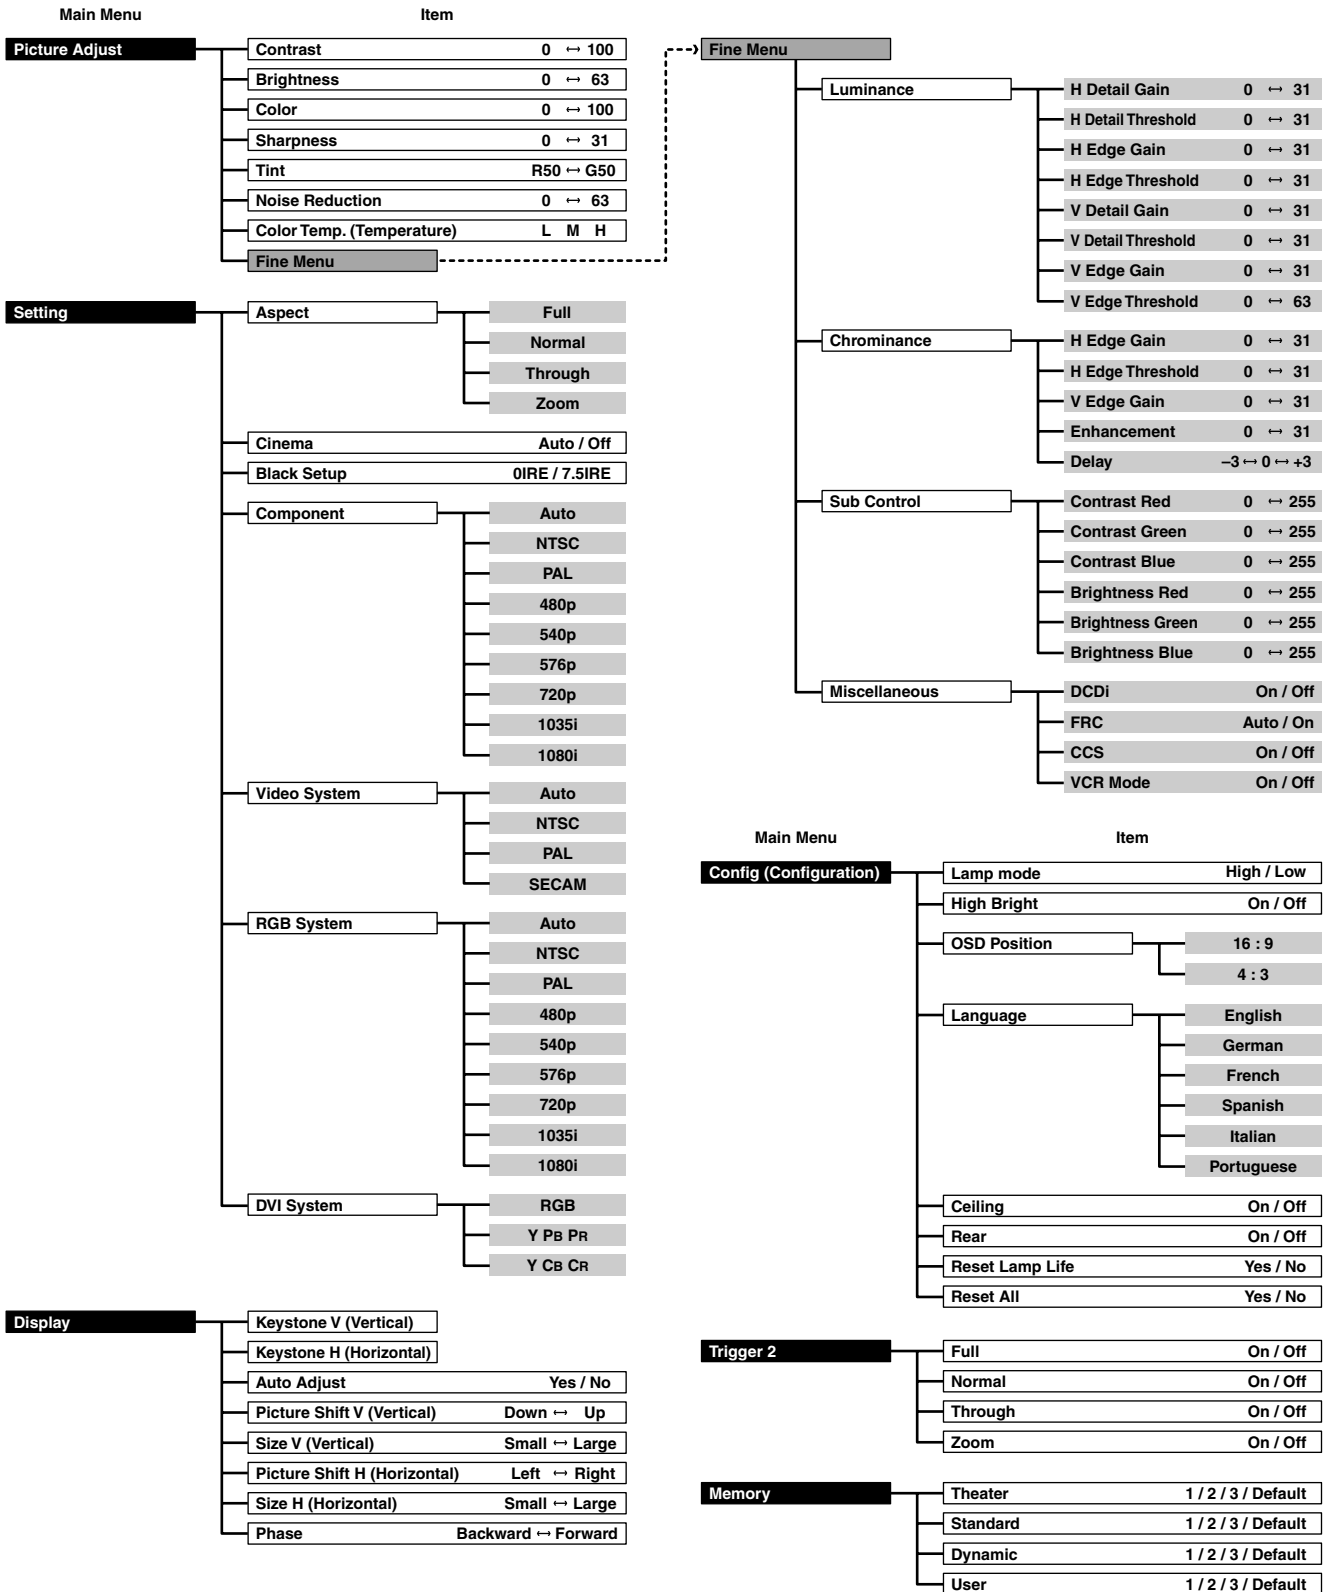 Main Menu
Item
Picture Adjust
Contrast 0 ↔ 100
Brightness 0 ↔ 63
Color 0 ↔ 100
Sharpness 0 ↔ 31
Tint R50 ↔ G50
Noise Reduction 0 ↔ 63
Color Temp. (Temperature) L M H
Fine Menu
Setting
Aspect
Full
Normal
Through
Zoom
Cinema Auto / Off
Black Setup 0IRE / 7.5IRE
Component
Auto
NTSC
PAL
480p
540p
576p
720p
1035i
1080i
Video System
Auto
NTSC
PAL
SECAM
RGB System
Auto
NTSC
PAL
480p
540p
576p
720p
1035i
1080i
DVI System
RGB
Y PB PR
Y CB CR
Display
Keystone V (Vertical)
Keystone H (Horizontal)
Auto Adjust Yes / No
Picture Shift V (Vertical) Down ↔ Up
Size V (Vertical) Small ↔ Large
Picture Shift H (Horizontal) Left ↔ Right
Size H (Horizontal) Small ↔ Large
Phase Backward ↔ Forward
Fine Menu
Luminance
H Detail Gain 0 ↔ 31
H Detail Threshold 0 ↔ 31
H Edge Gain 0 ↔ 31
H Edge Threshold 0 ↔ 31
V Detail Gain 0 ↔ 31
V Detail Threshold 0 ↔ 31
V Edge Gain 0 ↔ 31
V Edge Threshold 0 ↔ 63
Chrominance
H Edge Gain 0 ↔ 31
H Edge Threshold 0 ↔ 31
V Edge Gain 0 ↔ 31
Enhancement 0 ↔ 31
Delay –3 ↔ 0 ↔ +3
Sub Control
Contrast Red 0 ↔ 255
Contrast Green 0 ↔ 255
Contrast Blue 0 ↔ 255
Brightness Red 0 ↔ 255
Brightness Green 0 ↔ 255
Brightness Blue 0 ↔ 255
Miscellaneous
DCDi On / Off
FRC Auto / On
CCS On / Off
VCR Mode On / Off
Main Menu
Item
Config (Configuration)
Lamp mode High / Low
High Bright On / Off
OSD Position
16 : 9
4 : 3
Language
English
German
French
Spanish
Italian
Portuguese
Ceiling On / Off
Rear On / Off
Reset Lamp Life Yes / No
Reset All Yes / No
Trigger 2
Full On / Off
Normal On / Off
Through On / Off
Zoom On / Off
Memory
Theater 1 / 2 / 3 / Default
Standard 1 / 2 / 3 / Default
Dynamic 1 / 2 / 3 / Default
User 1 / 2 / 3 / Default